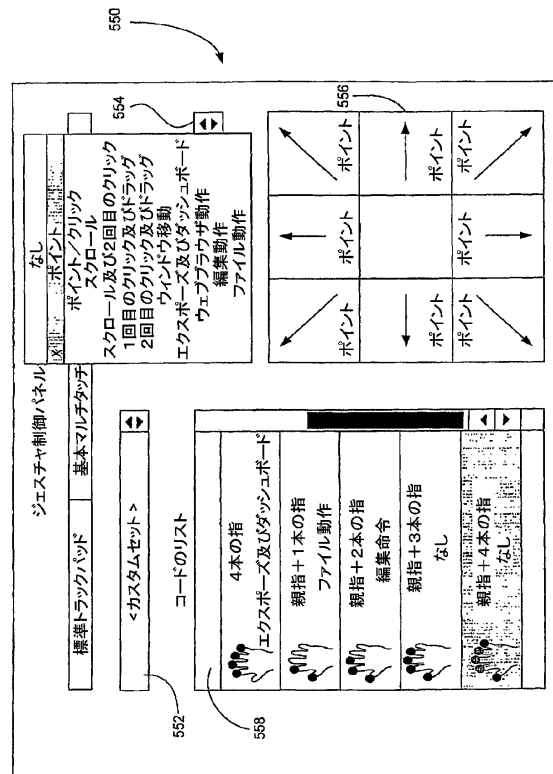 550
ジェスチャ制御パネル
標準トラックパッド
基本マルチタッチ
552
<カスタムセット>
コードのリスト
558
4本の指
エクスポーズ及びダッシュボード
親指+1本の指
ファイル動作
親指+2本の指
編集命令
親指+3本の指
なし
親指+4本の指
なし
なし
ポイント
ポイント/クリック
スクロール
スクロール及び2回目のクリック
1回目のクリック及びドラッグ
2回目のクリック及びドラッグ
ウィンドウ移動
エクスポーズ及びダッシュボード
ウェブブラウザ動作
編集動作
ファイル動作
554
ポイント
ポイント
ポイント
ポイント
ポイント
ポイント
ポイント
ポイント
556